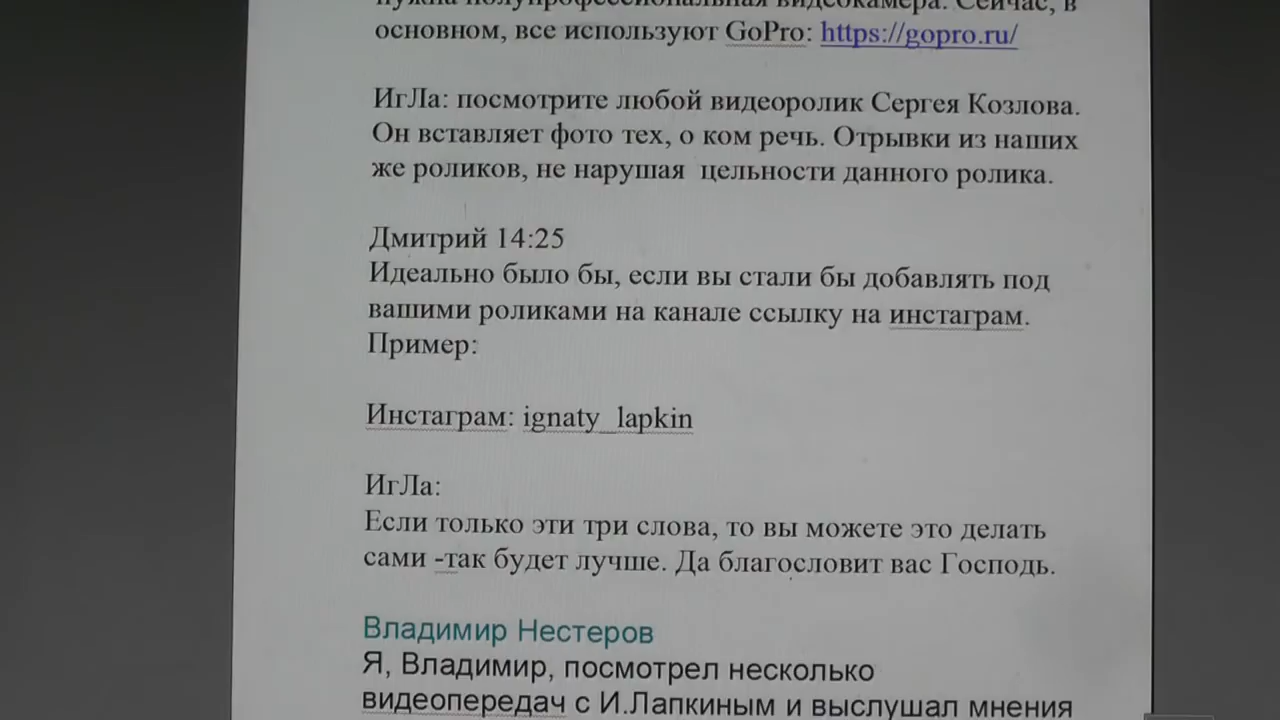 нужна полупрофессиональная видеокамера. Сейчас, в
основном, все используют GoPro: https://gopro.ru/
ИгЛа: посмотрите любой видеоролик Сергея Козлова.
Он вставляет фото тех, о ком речь. Отрывки из наших
же роликов, не нарушая цельности данного ролика.
Дмитрий 14:25
Идеально было бы, если вы стали бы добавлять под
вашими роликами на канале ссылку на инстаграм.
Пример:
Инстаграм: ignaty_lapkin
ИгЛа:
Если только эти три слова, то вы можете это делать
сами -так будет лучше. Да благословит вас Господь.
Владимир Нестеров
Я, Владимир, посмотрел несколько
видеопередач с И.Лапкиным и выслушал мнения